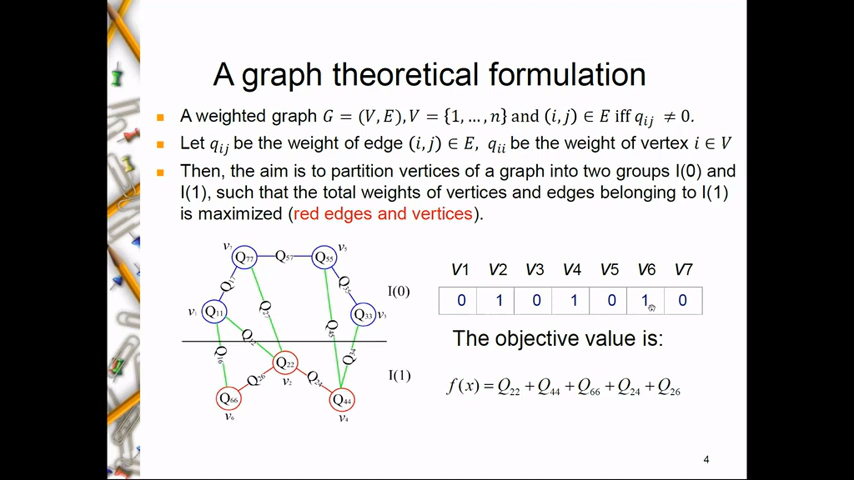 A graph theoretical formulation
A weighted graph G = (V, E), V = {1, ..., n} and (i, j) ∈ E iff q_ij ≠ 0.
Let q_ij be the weight of edge (i, j) ∈ E, q_ii be the weight of vertex i ∈ V
Then, the aim is to partition vertices of a graph into two groups I(0) and
I(1), such that the total weights of vertices and edges belonging to I(1)
is maximized (red edges and vertices).
V1 V2 V3 V4 V5 V6 V7
0 1 0 1 0 1 0
The objective value is:
f(x) = Q22 + Q44 + Q66 + Q24 + Q26
Q77 Q57 Q55 v5
Q27
I(0)
v1 Q11 Q33
Q12 Q45 Q34
Q16
Q22
I(1)
Q26 v2 Q24
Q66 Q44
v6 v4
4